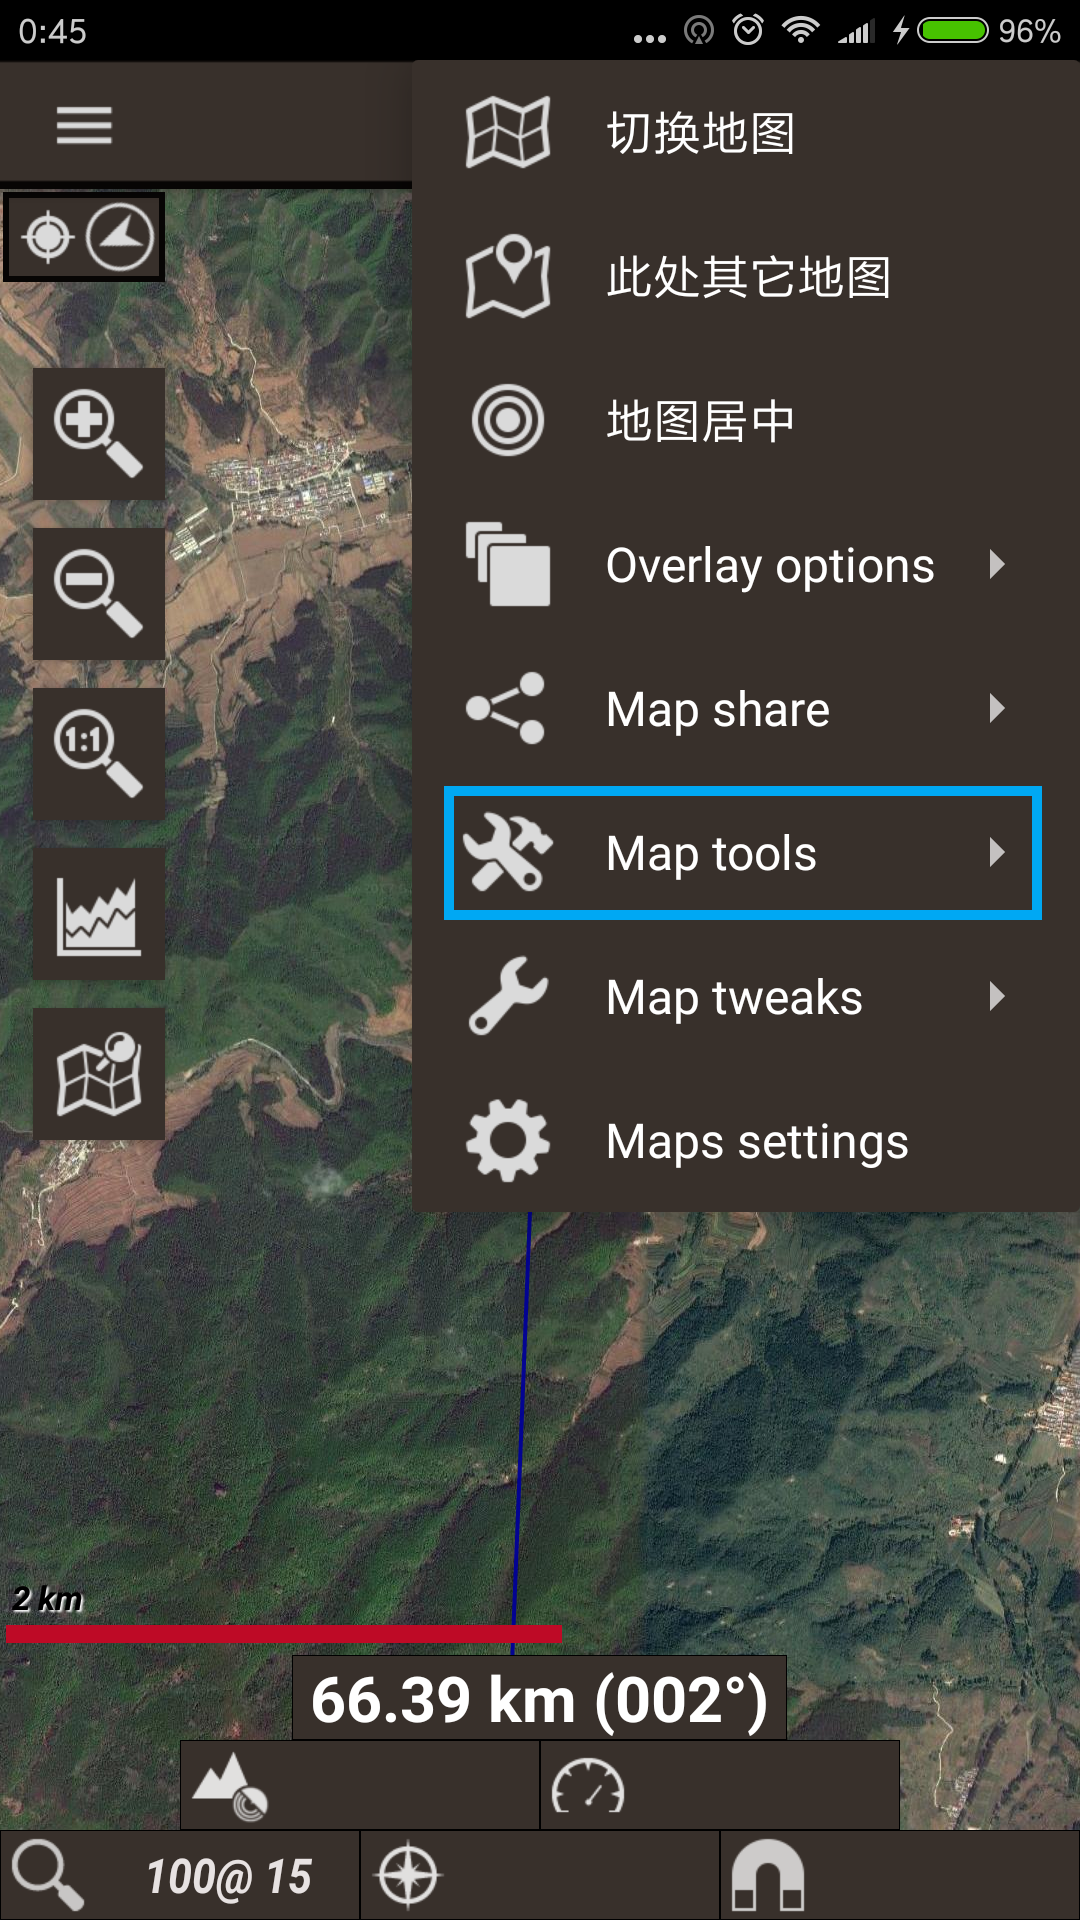 0:45
96%
切换地图
此处其它地图
地图居中
Overlay options
Map share
Map tools
Map tweaks
Maps settings
1:1
2 km
66.39 km (002°)
100@ 15